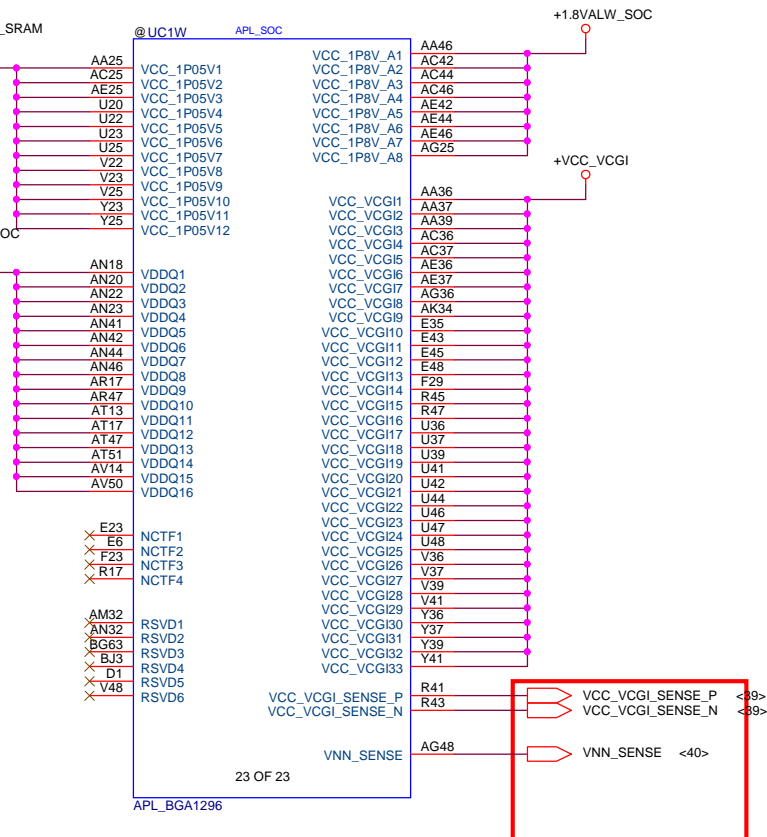 _SRAM
+1.8VALW_SOC
@UC1W APL_SOC
AA25 VCC_1P05V1
AC25 VCC_1P05V2
AE25 VCC_1P05V3
U20 VCC_1P05V4
U22 VCC_1P05V5
U23 VCC_1P05V6
U25 VCC_1P05V7
V22 VCC_1P05V8
V23 VCC_1P05V9
V25 VCC_1P05V10
Y23 VCC_1P05V11
Y25 VCC_1P05V12
OC
AN18 VDDQ1
AN20 VDDQ2
AN22 VDDQ3
AN23 VDDQ4
AN41 VDDQ5
AN42 VDDQ6
AN44 VDDQ7
AN46 VDDQ8
AR17 VDDQ9
AR47 VDDQ10
AT13 VDDQ11
AT17 VDDQ12
AT47 VDDQ13
AT51 VDDQ14
AV14 VDDQ15
AV50 VDDQ16
E23 NCTF1
E6 NCTF2
F23 NCTF3
R17 NCTF4
AM32 RSVD1
AN32 RSVD2
BG63 RSVD3
BJ3 RSVD4
D1 RSVD5
V48 RSVD6
VCC_1P8V_A1 AA46
VCC_1P8V_A2 AC42
VCC_1P8V_A3 AC44
VCC_1P8V_A4 AC46
VCC_1P8V_A5 AE42
VCC_1P8V_A6 AE44
VCC_1P8V_A7 AE46
VCC_1P8V_A8 AG25
+VCC_VCGI
VCC_VCGI1 AA36
VCC_VCGI2 AA37
VCC_VCGI3 AA39
VCC_VCGI4 AC36
VCC_VCGI5 AC37
VCC_VCGI6 AE36
VCC_VCGI7 AE37
VCC_VCGI8 AG36
VCC_VCGI9 AK34
VCC_VCGI10 E35
VCC_VCGI11 E43
VCC_VCGI12 E45
VCC_VCGI13 E48
VCC_VCGI14 F29
VCC_VCGI15 R45
VCC_VCGI16 R47
VCC_VCGI17 U36
VCC_VCGI18 U37
VCC_VCGI19 U39
VCC_VCGI20 U41
VCC_VCGI21 U42
VCC_VCGI22 U44
VCC_VCGI23 U46
VCC_VCGI24 U47
VCC_VCGI25 U48
VCC_VCGI26 V36
VCC_VCGI27 V37
VCC_VCGI28 V39
VCC_VCGI29 V41
VCC_VCGI30 Y36
VCC_VCGI31 Y37
VCC_VCGI32 Y39
VCC_VCGI33 Y41
VCC_VCGI_SENSE_P R41 VCC_VCGI_SENSE_P <39>
VCC_VCGI_SENSE_N R43 VCC_VCGI_SENSE_N <39>
VNN_SENSE AG48 VNN_SENSE <40>
23 OF 23
APL_BGA1296